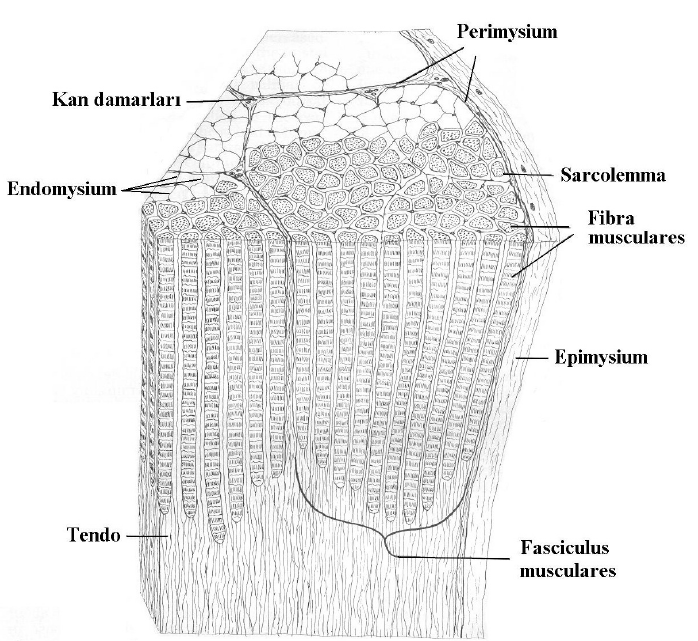 Perimysium
Kan damarları
Sarcolemma
Endomysium
Fibra
musculares
Epimysium
Tendo
Fasciculus
musculares